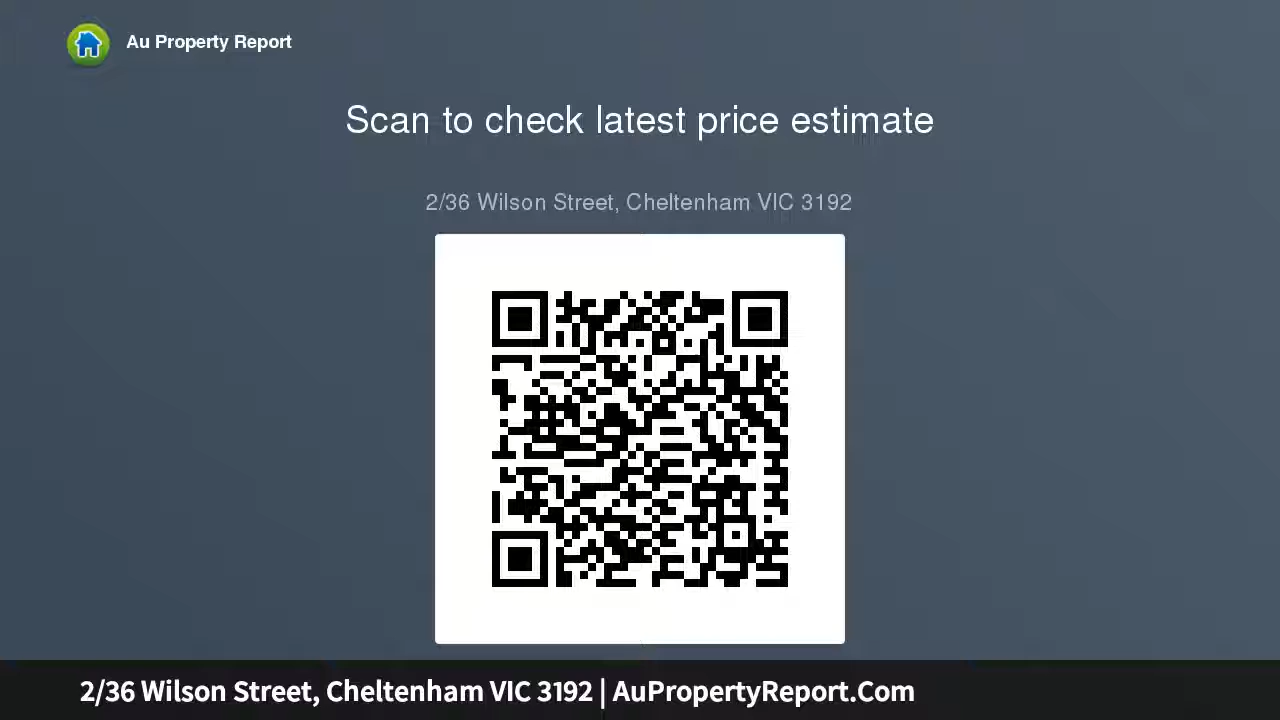 Au Property Report
Scan to check latest price estimate
2/36 Wilson Street, Cheltenham VIC 3192
2/36 Wilson Street, Cheltenham VIC 3192 | AuPropertyReport.Com